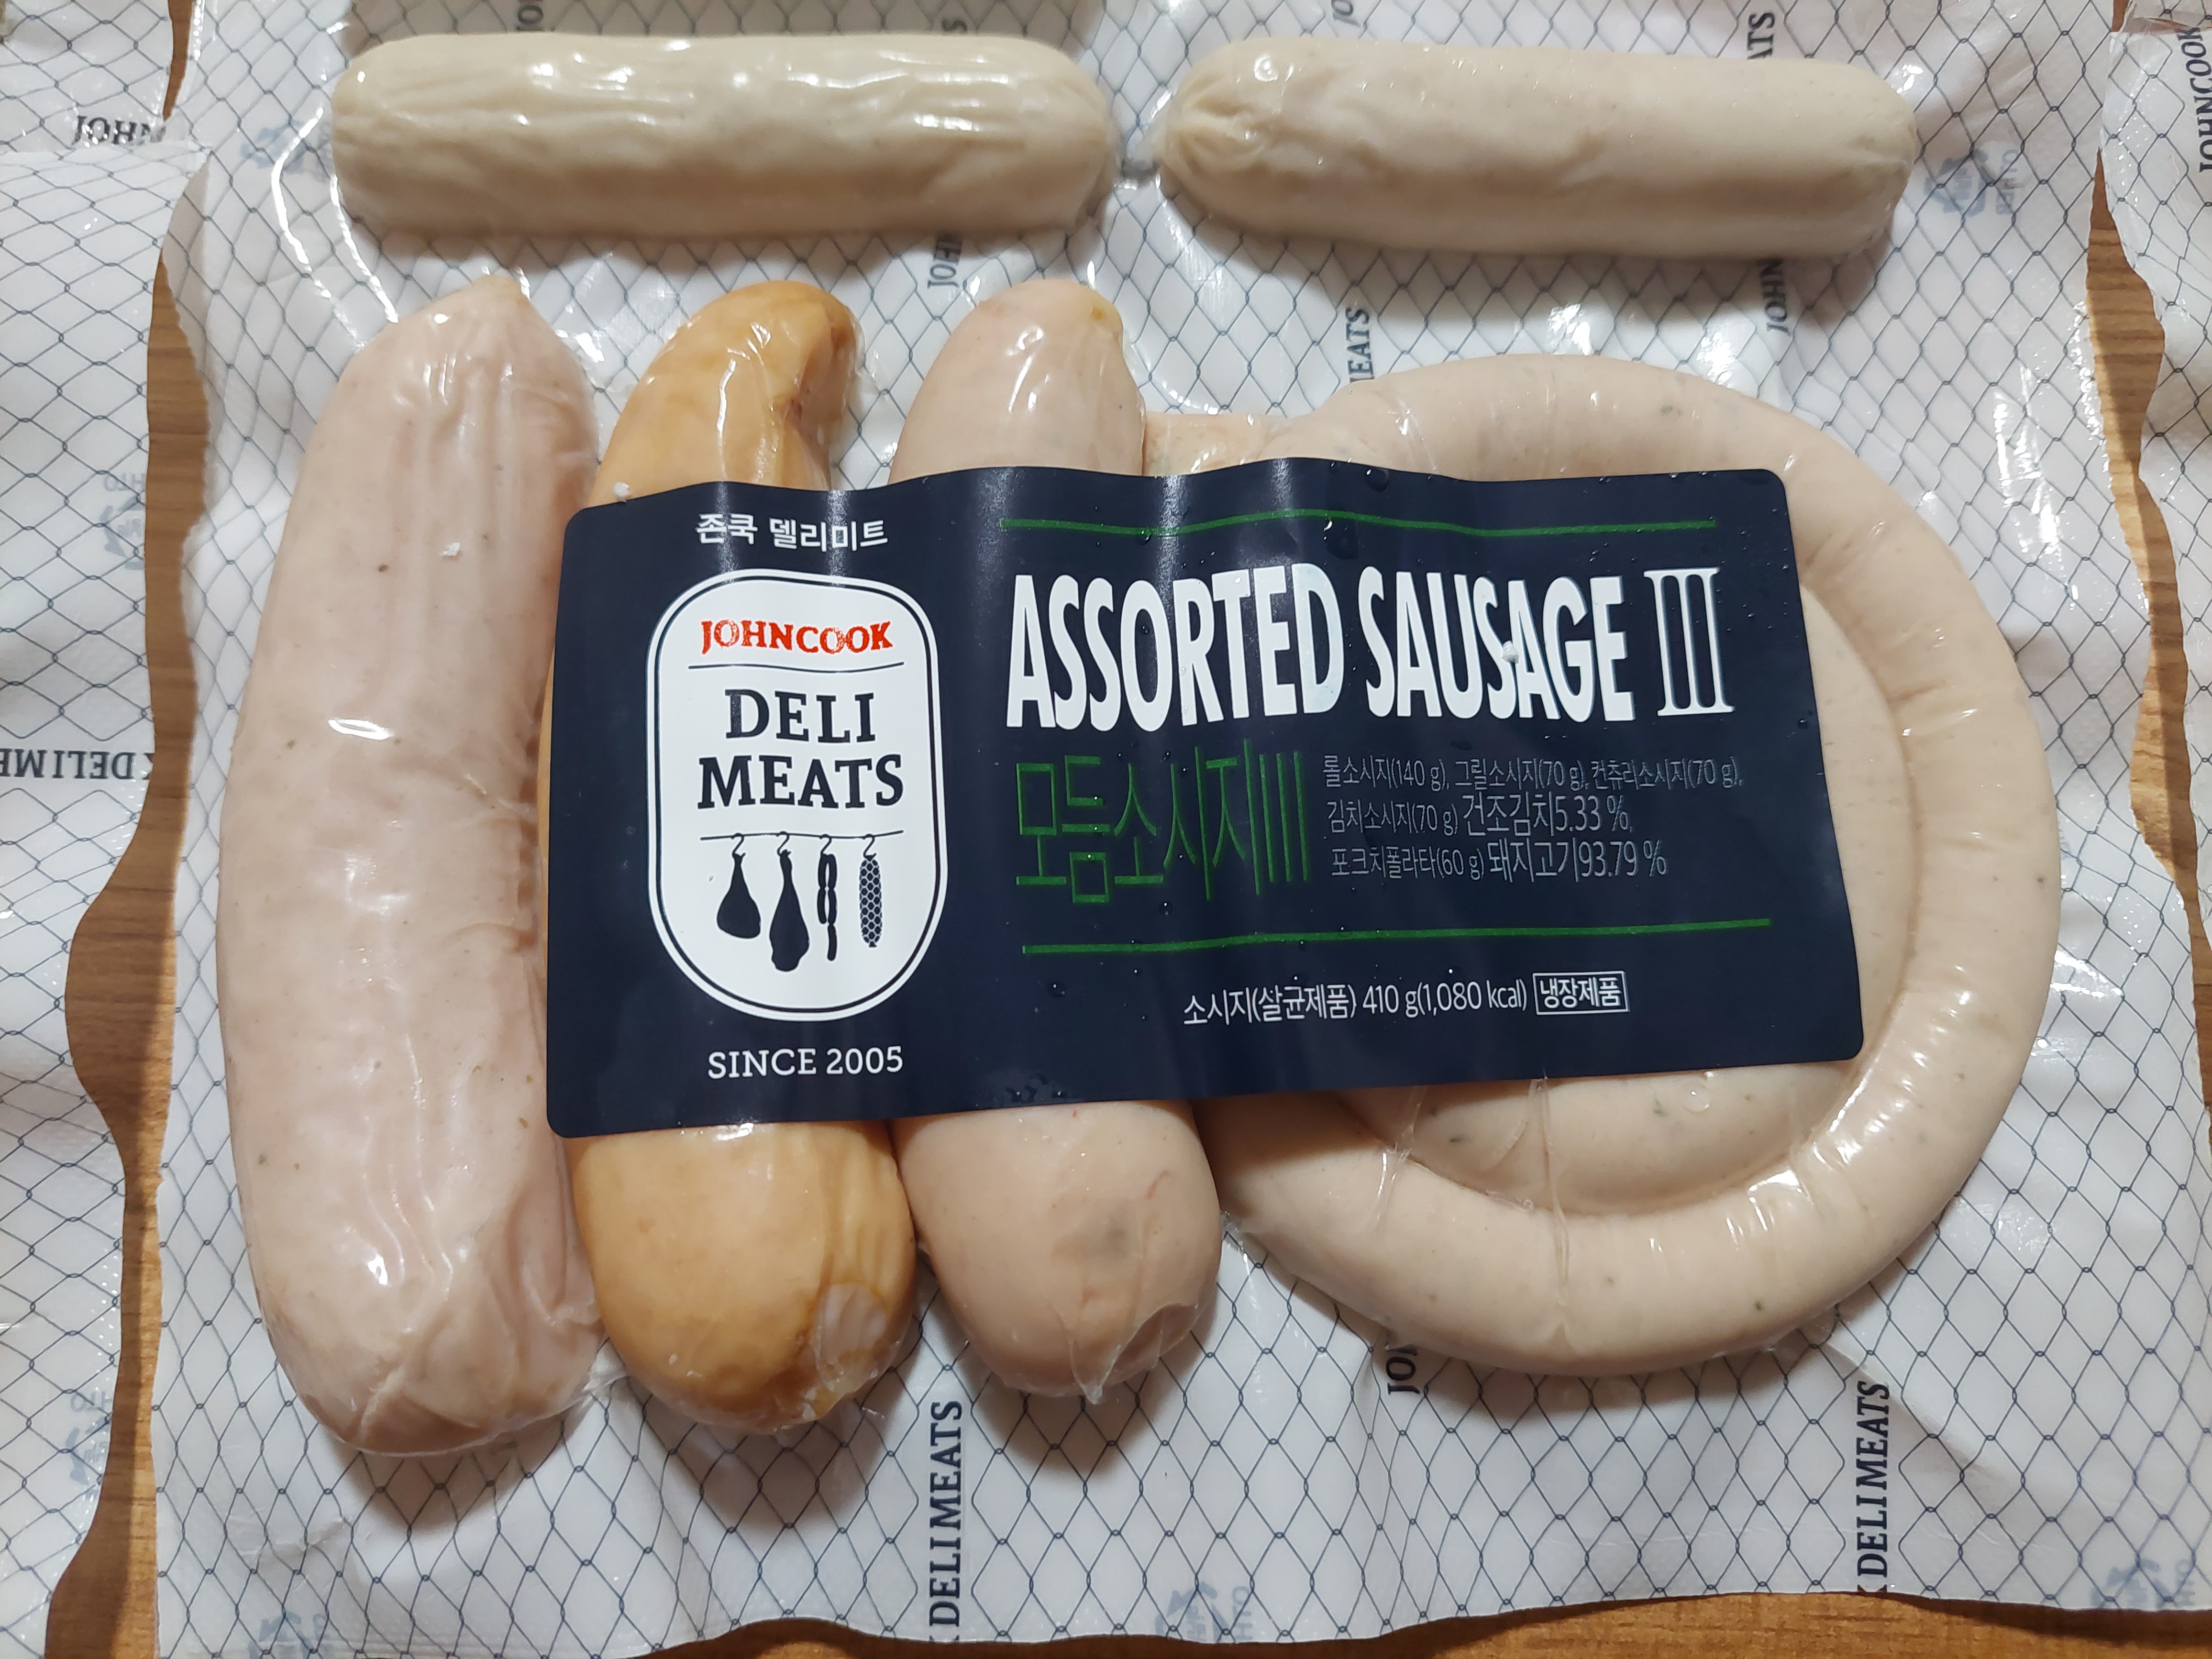 존쿡 델리미트
JOHNCOOK
DELI
MEATS
SINCE 2005
ASSORTED SAUSAGE III
모듬소시지III
롤소시지(140 g), 그릴소시지(70 g), 컨츄리소시지(70 g),
김치소시지(70 g) 건조김치5.33 %,
포크치폴라타(60 g) 돼지고기93.79 %
소시지(살균제품) 410 g(1,080 kcal) 냉장제품
DELI MEATS
DELI MEATS
JOHNCOOK